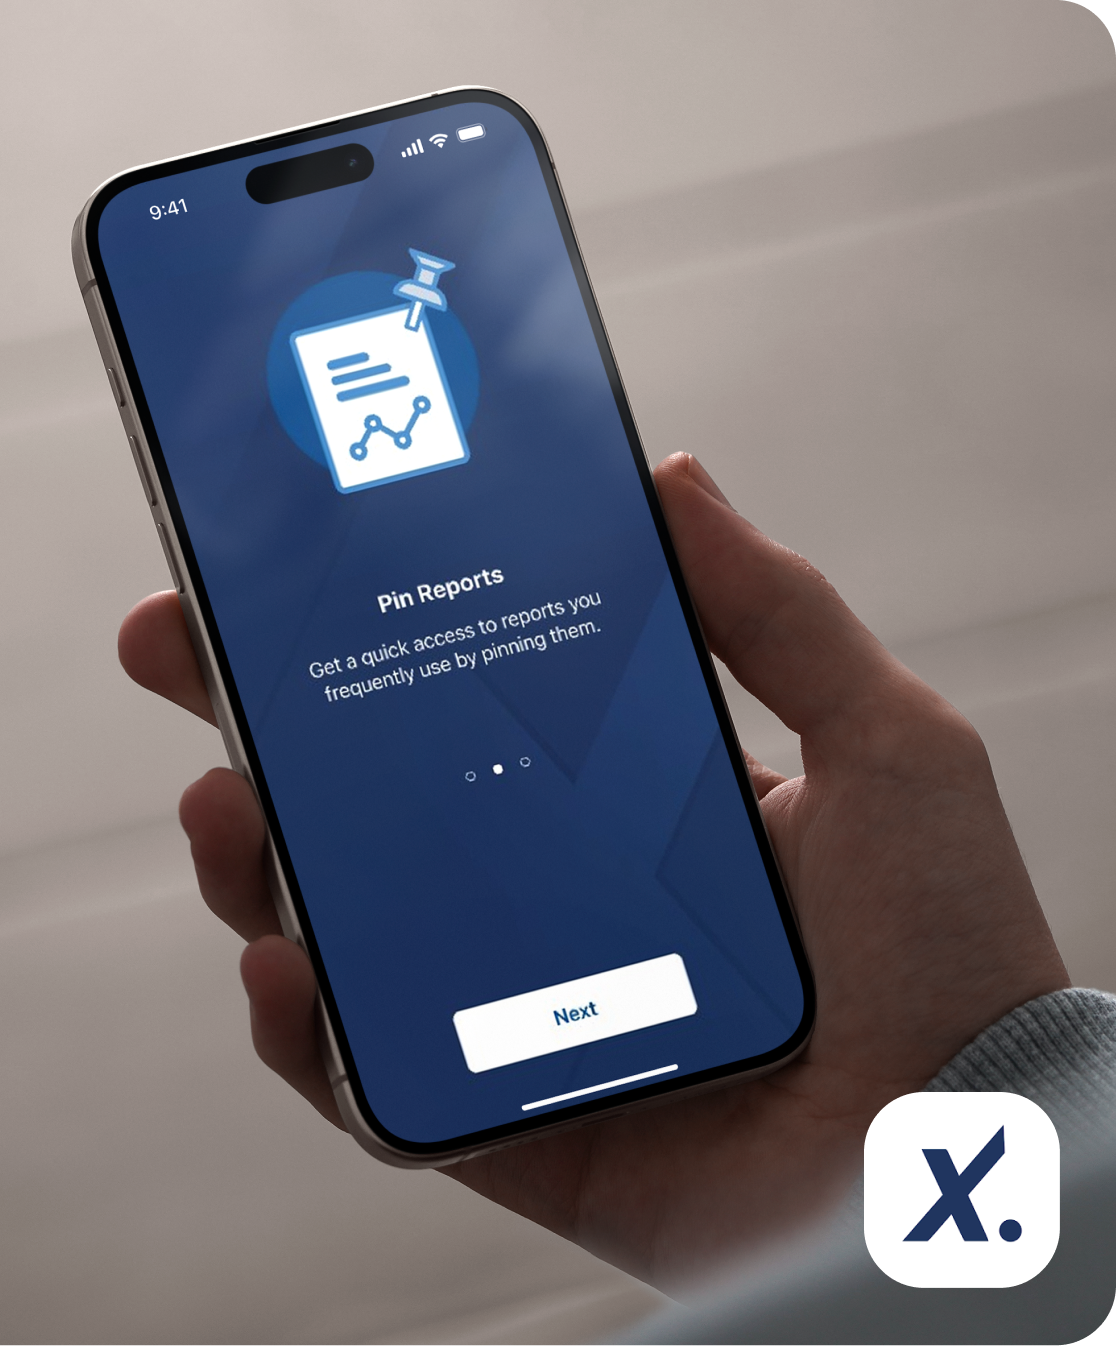 9:41
Pin Reports
Get a quick access to reports you
frequently use by pinning them.
Next
x.